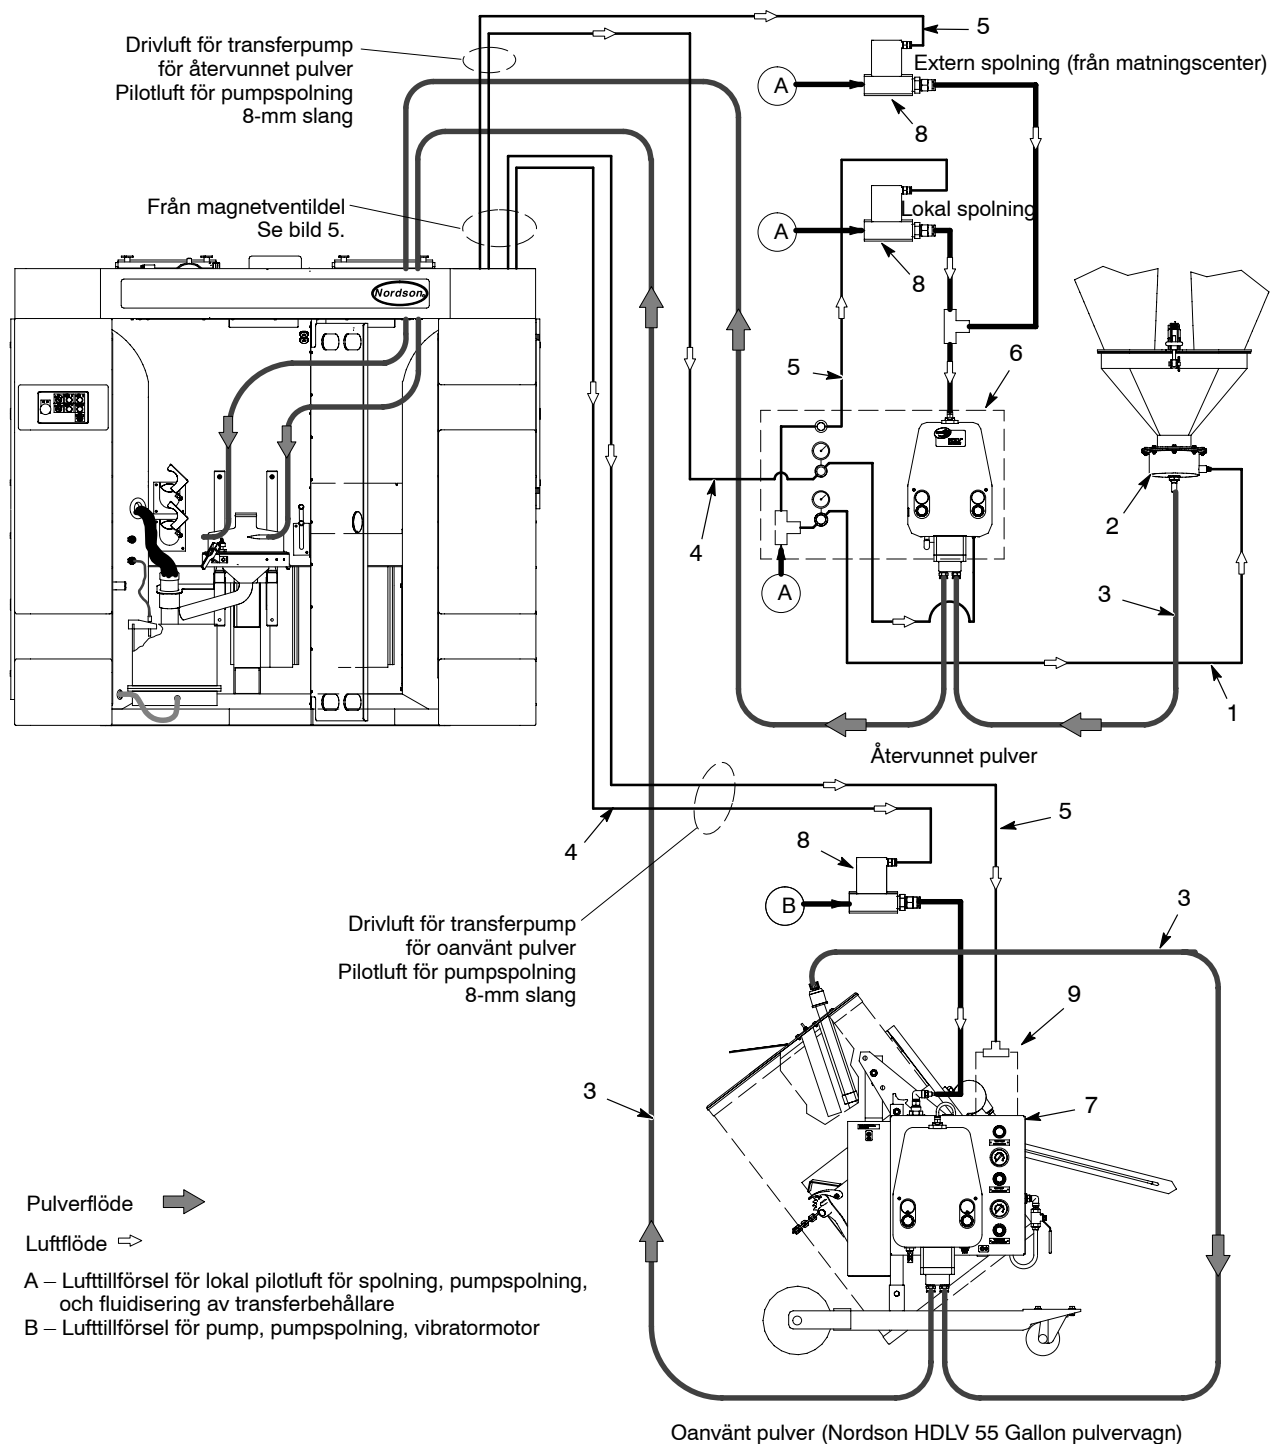 5
Drivluft för transferpump
för återvunnet pulver
Pilotluft för pumpspolning
8-mm slang
Extern spolning (från matningscenter)
A
8
Från magnetventildel
Se bild 5.
Lokal spolning
A
8
Nordson
5
6
2
4
A
3
1
Återvunnet pulver
4
5
8
B
Drivluft för transferpump
för oanvänt pulver
Pilotluft för pumpspolning
8-mm slang
3
9
3
7
Pulverflöde
Luftflöde
A – Lufttillförsel för lokal pilotluft för spolning, pumpspolning,
och fluidisering av transferbehållare
B – Lufttillförsel för pump, pumpspolning, vibratormotor
Oanvänt pulver (Nordson HDLV 55 Gallon pulvervagn)